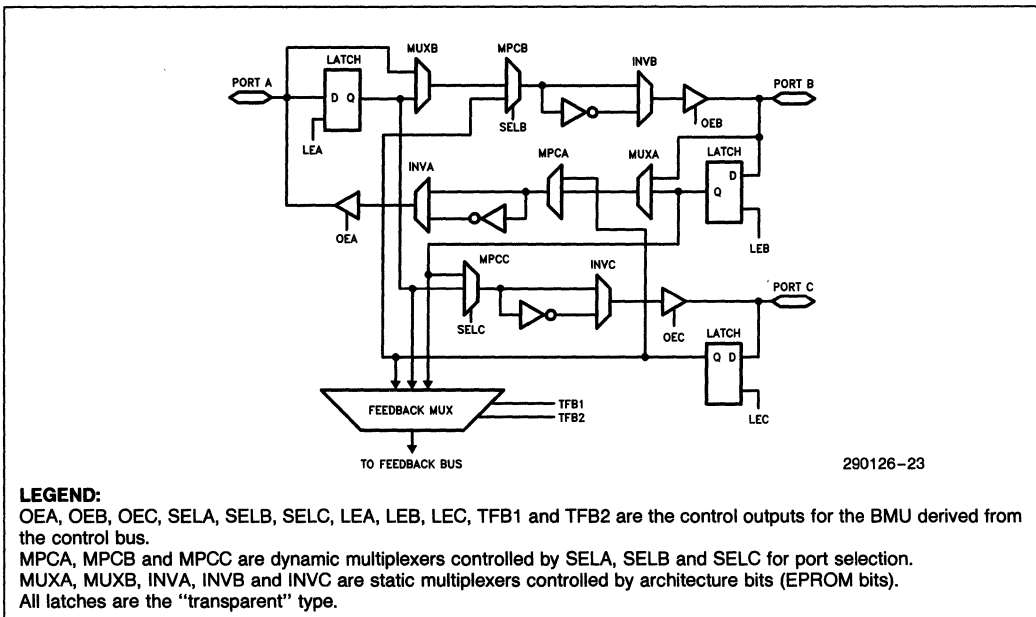 MUXB
MPCB
LATCH
INVB
PORT A
PORT B
D Q
SELB
OEB
LEA
MPCA
MUXA
LATCH
INVA
D
Q
OEA
LEB
MPCC
INVC
PORT C
SELC
OEC
LATCH
Q D
FEEDBACK MUX
TFB1
TFB2
LEC
TO FEEDBACK BUS
290126-23
LEGEND:
OEA, OEB, OEC, SELA, SELB, SELC, LEA, LEB, LEC, TFB1 and TFB2 are the control outputs for the BMU derived from
the control bus.
MPCA, MPCB and MPCC are dynamic multiplexers controlled by SELA, SELB and SELC for port selection.
MUXA, MUXB, INVA, INVB and INVC are static multiplexers controlled by architecture bits (EPROM bits).
All latches are the "transparent" type.